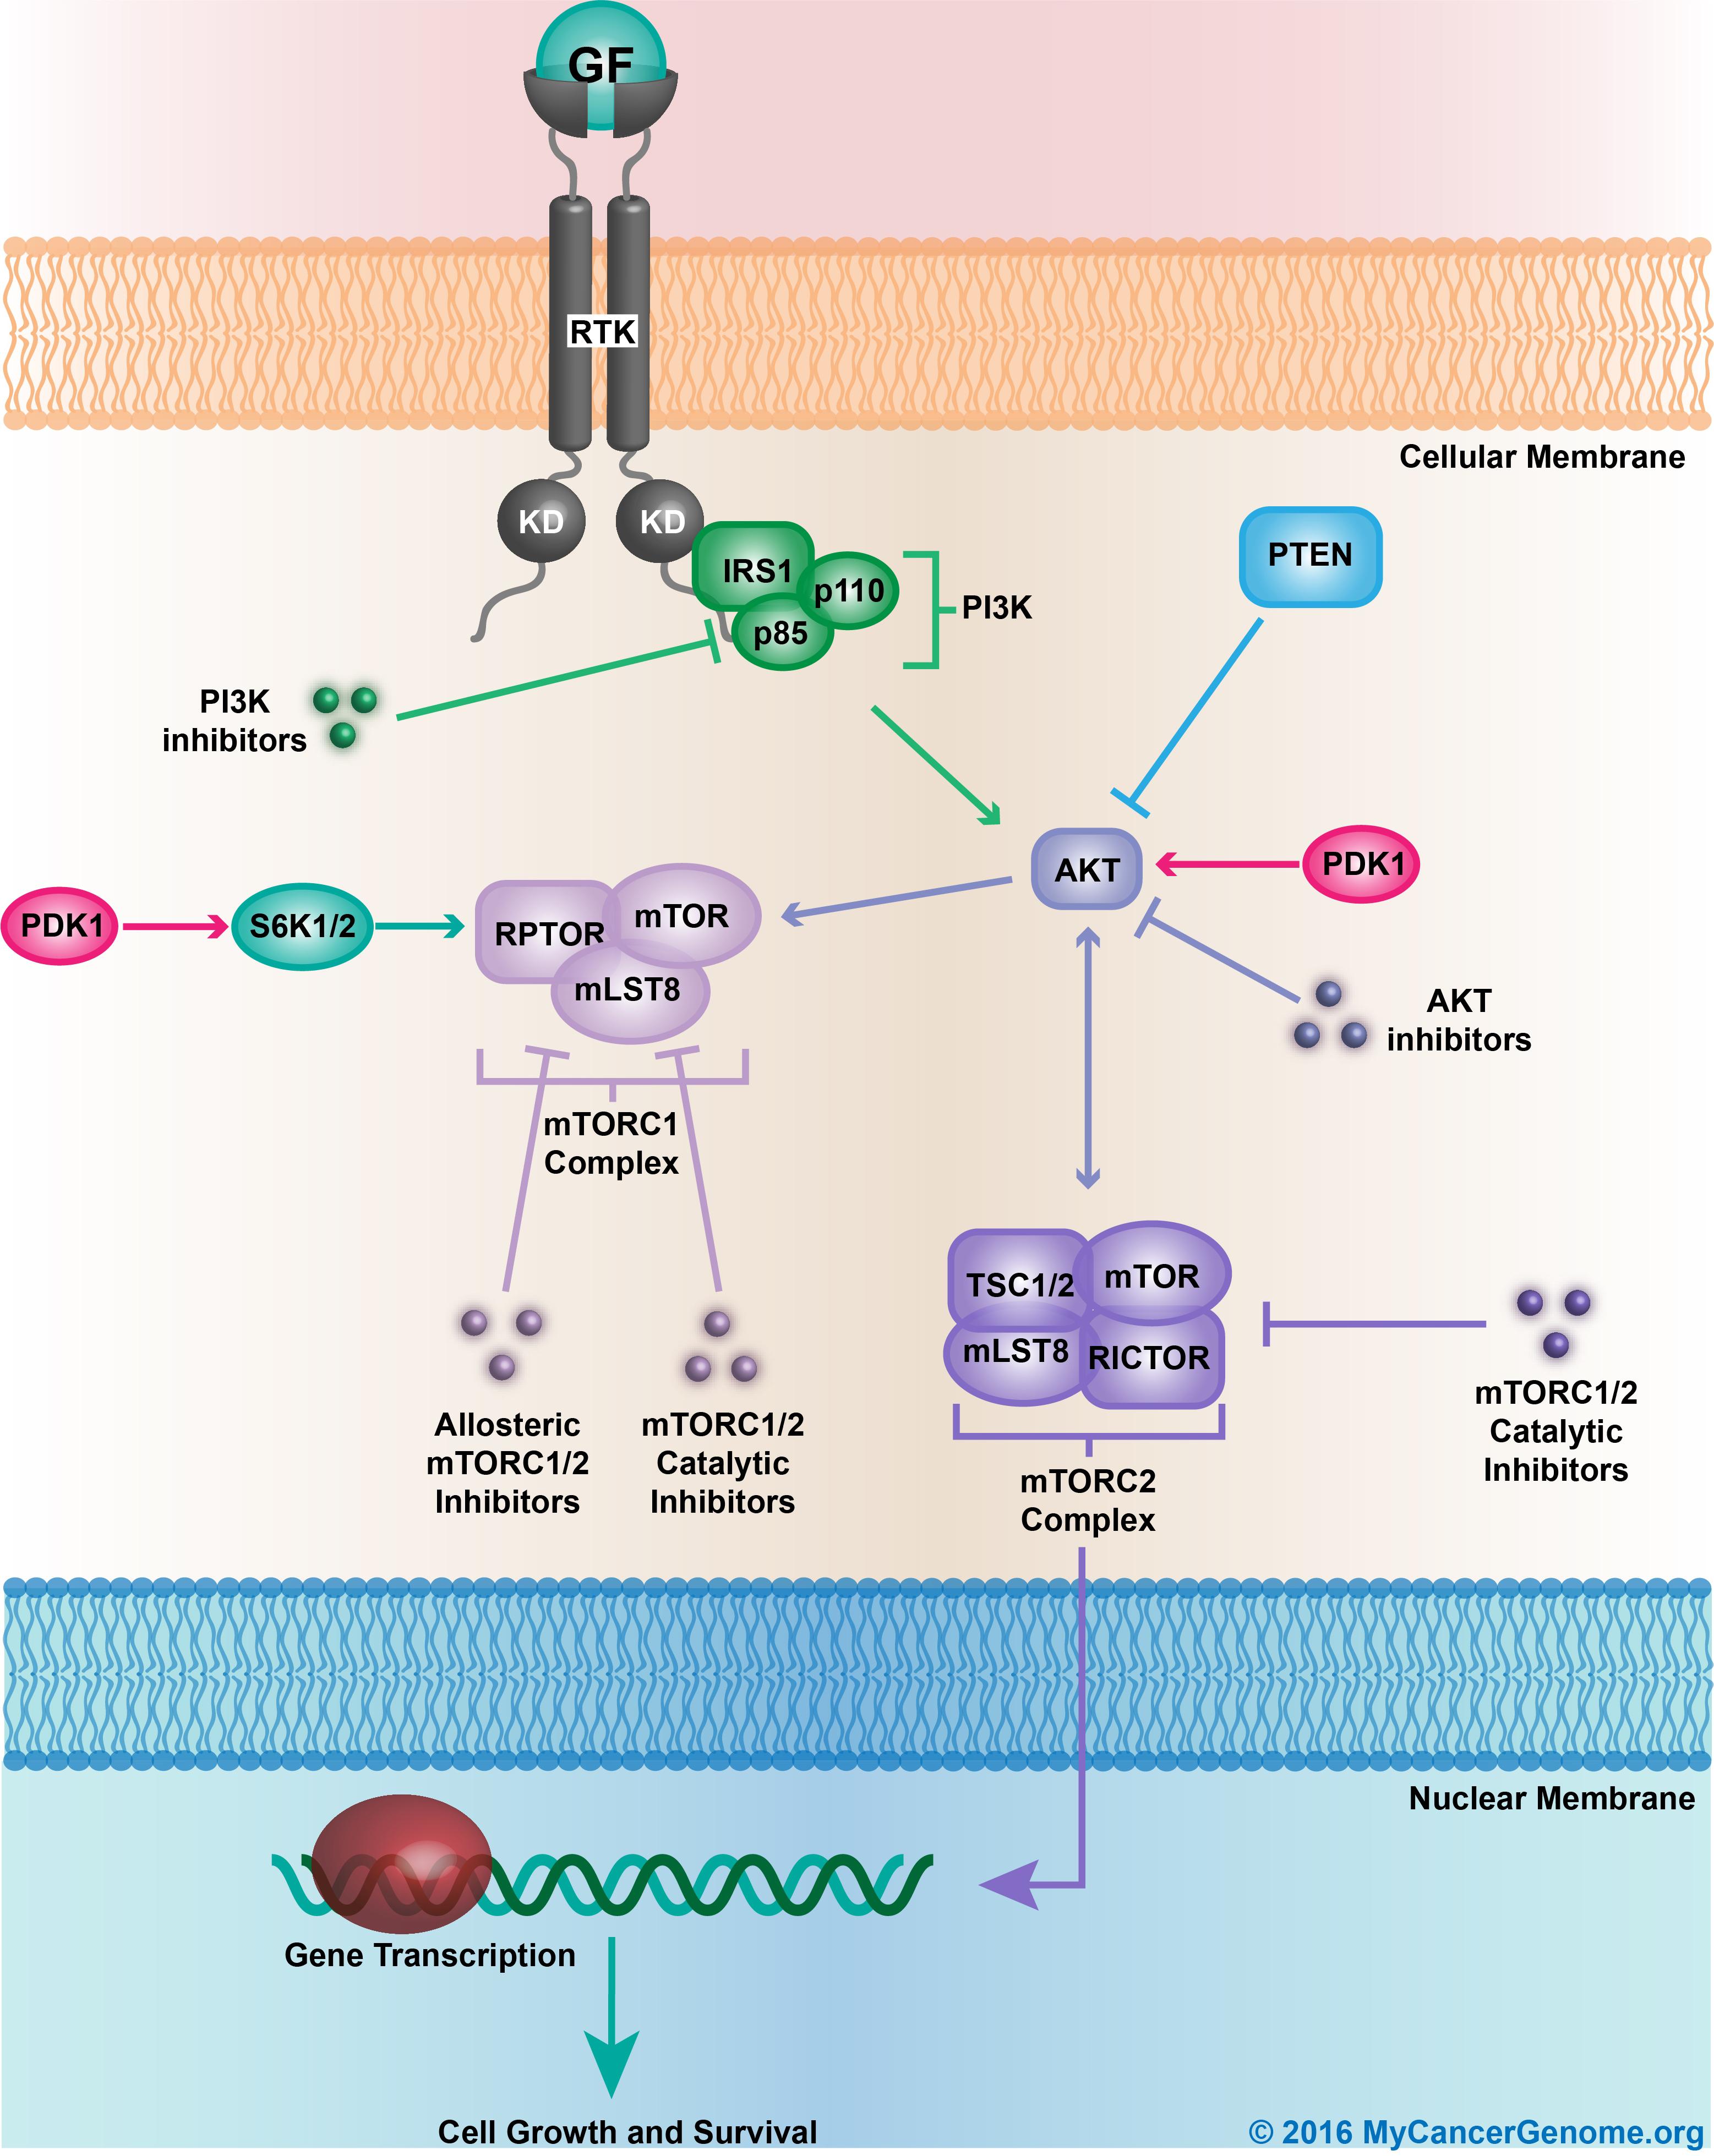 GF
RTK
Cellular Membrane
KD
KD
IRS1
p110
p85
PI3K
PTEN
PI3K
inhibitors
AKT
PDK1
PDK1
S6K1/2
RPTOR
mTOR
mLST8
AKT
inhibitors
mTORC1
Complex
TSC1/2
mTOR
mLST8
RICTOR
mTORC1/2
Catalytic
Inhibitors
Allosteric
mTORC1/2
Inhibitors
mTORC1/2
Catalytic
Inhibitors
mTORC2
Complex
Nuclear Membrane
Gene Transcription
Cell Growth and Survival
© 2016 MyCancerGenome.org